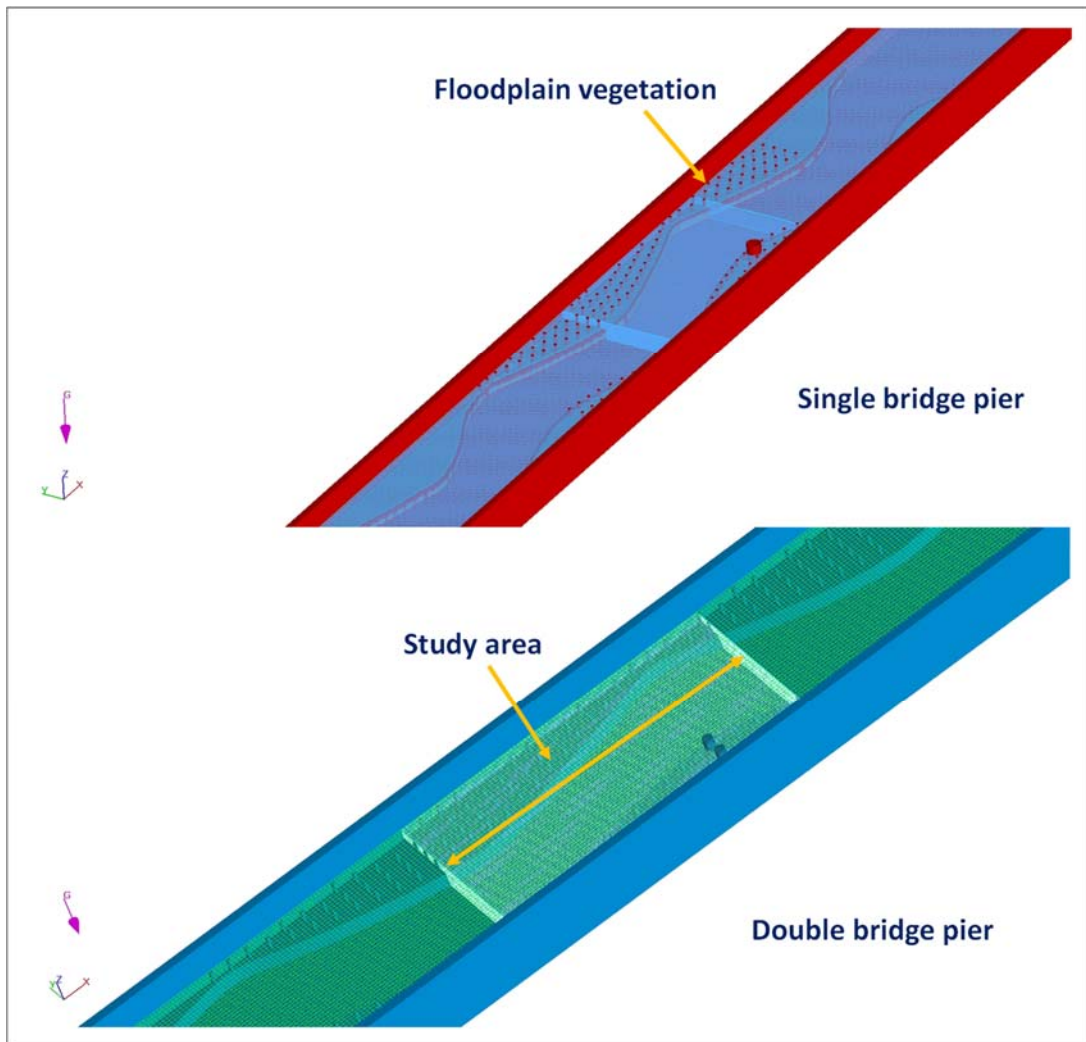 Floodplain vegetation
Single bridge pier
G
Z
Y
X
Study area
Double bridge pier
G
Y
Z
X